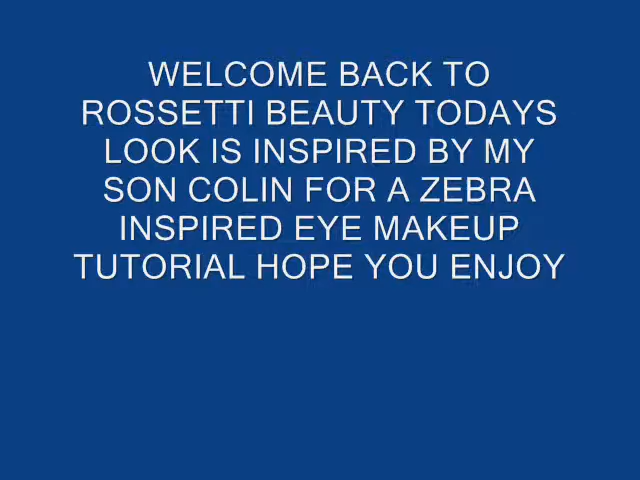 WELCOME BACK TO
ROSSETTI BEAUTY TODAYS
LOOK IS INSPIRED BY MY
SON COLIN FOR A ZEBRA
INSPIRED EYE MAKEUP
TUTORIAL HOPE YOU ENJOY